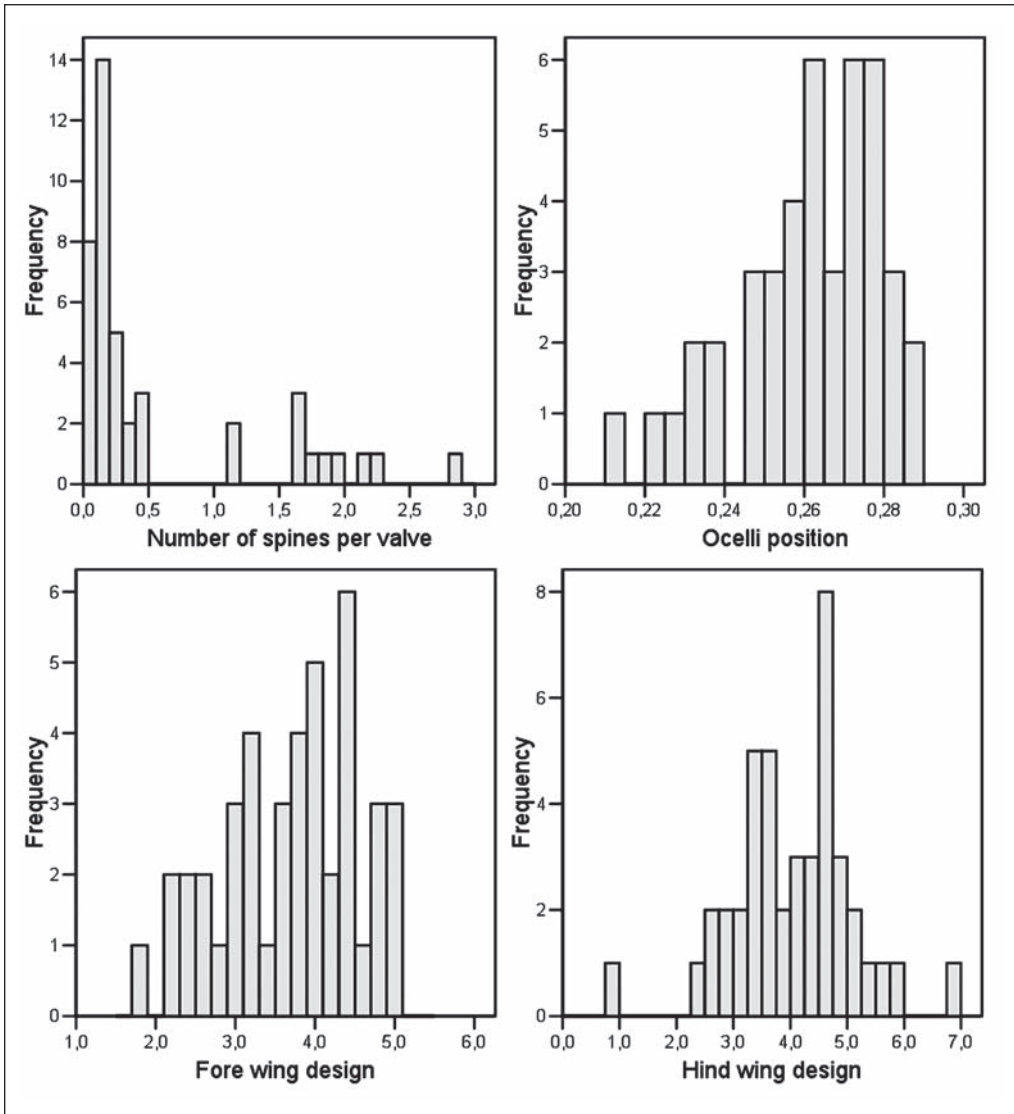 14
12
10
8
6
4
2
0
Frequency
0,0 0,5 1,0 1,5 2,0 2,5 3,0
Number of spines per valve
6
5
4
3
2
1
0
Frequency
0,20 0,22 0,24 0,26 0,28 0,30
Ocelli position
6
5
4
3
2
1
0
Frequency
1,0 2,0 3,0 4,0 5,0 6,0
Fore wing design
8
6
4
2
0
Frequency
0,0 1,0 2,0 3,0 4,0 5,0 6,0 7,0
Hind wing design